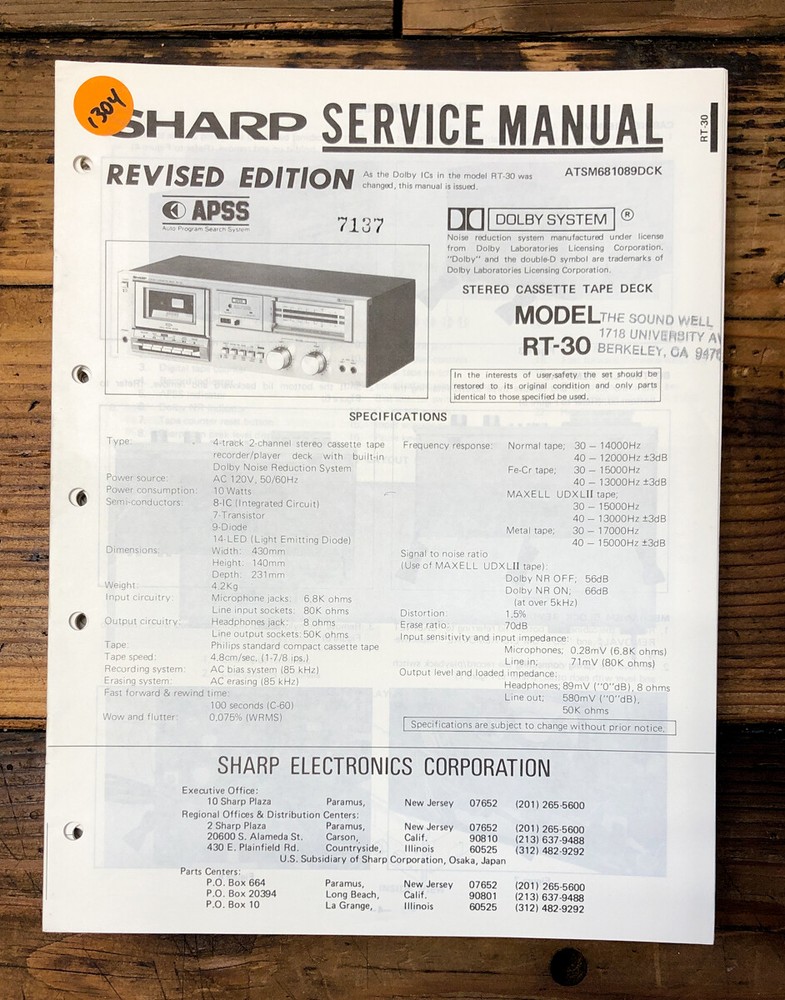 1304
SHARP SERVICE MANUAL
RT-30
REVISED EDITION
As the Dolby ICs in the model RT-30 was
changed, this manual is issued.
ATSM681089DCK
APSS
Auto Program Search System
7137
DOLBY SYSTEM ®
Noise reduction system manufactured under license
from Dolby Laboratories Licensing Corporation.
"Dolby" and the double-D symbol are trademarks of
Dolby Laboratories Licensing Corporation.
STEREO CASSETTE TAPE DECK
MODEL
RT-30
THE SOUND WELL
1718 UNIVERSITY AV
BERKELEY, CA 9470
In the interests of user-safety the set should be
restored to its original condition and only parts
identical to those specified be used.
SPECIFICATIONS
Type: 4-track 2-channel stereo cassette tape
recorder/player deck with built-in
Dolby Noise Reduction System
Power source: AC 120V, 50/60Hz
Power consumption: 10 Watts
Semi-conductors: 8-IC (Integrated Circuit)
7-Transistor
9-Diode
14-LED (Light Emitting Diode)
Dimensions: Width: 430mm
Height: 140mm
Depth: 231mm
Weight: 4.2Kg
Input circuitry: Microphone jacks: 6.8K ohms
Line input sockets: 80K ohms
Output circuitry: Headphones jack: 8 ohms
Line output sockets: 50K ohms
Tape: Philips standard compact cassette tape
Tape speed: 4.8cm/sec. (1-7/8 ips.)
Recording system: AC bias system (85 kHz)
Erasing system: AC erasing (85 kHz)
Fast forward & rewind time:
100 seconds (C-60)
Wow and flutter: 0.075% (WRMS)
Frequency response: Normal tape; 30 – 14000Hz
40 – 12000Hz ±3dB
Fe-Cr tape; 30 – 15000Hz
40 – 13000Hz ±3dB
MAXELL UDXLII tape;
30 – 15000Hz
40 – 13000Hz ±3dB
Metal tape; 30 – 17000Hz
40 – 15000Hz ±3dB
Signal to noise ratio
(Use of MAXELL UDXLII tape):
Dolby NR OFF; 56dB
Dolby NR ON; 66dB
(at over 5kHz)
Distortion: 1.5%
Erase ratio: 70dB
Input sensitivity and input impedance:
Microphones; 0.28mV (6.8K ohms)
Line in; 71mV (80K ohms)
Output level and loaded impedance:
Headphones; 89mV ("0"dB), 8 ohms
Line out; 580mV ("0"dB),
50K ohms
Specifications are subject to change without prior notice.
SHARP ELECTRONICS CORPORATION
Executive Office:
10 Sharp Plaza Paramus, New Jersey 07652 (201) 265-5600
Regional Offices & Distribution Centers:
2 Sharp Plaza Paramus, New Jersey 07652 (201) 265-5600
20600 S. Alameda St. Carson, Calif. 90810 (213) 637-9488
430 E. Plainfield Rd. Countryside, Illinois 60525 (312) 482-9292
U.S. Subsidiary of Sharp Corporation, Osaka, Japan
Parts Centers:
P.O. Box 664 Paramus, New Jersey 07652 (201) 265-5600
P.O. Box 20394 Long Beach, Calif. 90801 (213) 637-9488
P.O. Box 10 La Grange, Illinois 60525 (312) 482-9292